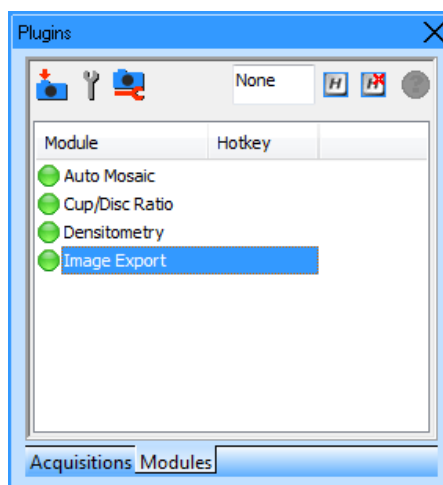 Plugins
None
H H
Module Hotkey
Auto Mosaic
Cup/Disc Ratio
Densitometry
Image Export
Acquisitions Modules